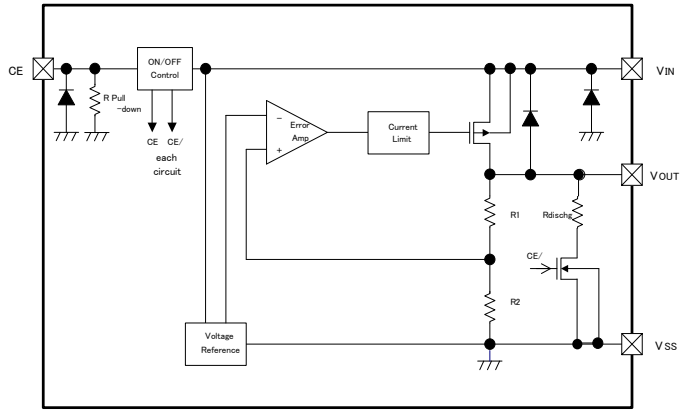 CE
ON/OFF
Control
VIN
R Pull
-down
CE CE/
each
circuit
−
Error
Amp
+
Current
Limit
VOUT
R1
Rdischg
CE/
R2
Voltage
Reference
VSS